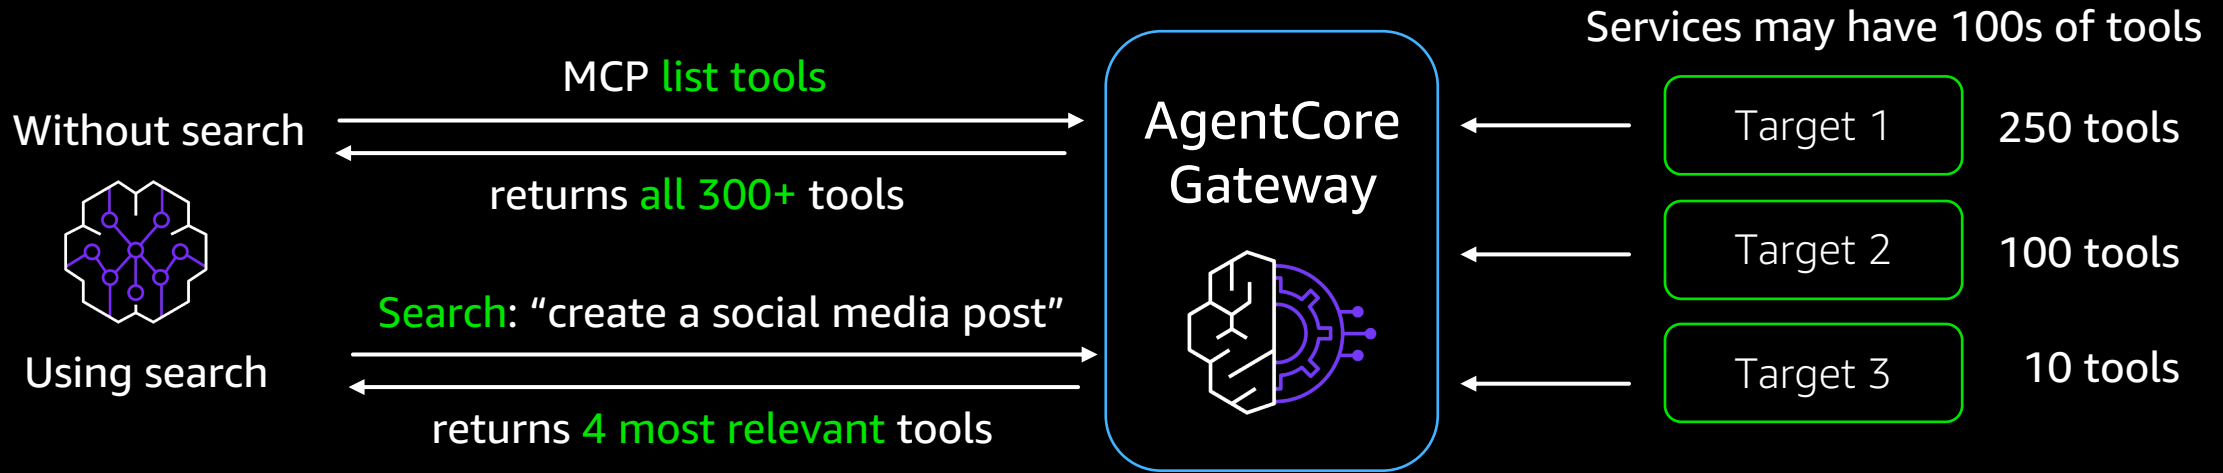 Services may have 100s of tools
MCP list tools
Without search
returns all 300+ tools
Search: “create a social media post”
Using search
returns 4 most relevant tools
AgentCore
Gateway
Target 1
250 tools
Target 2
100 tools
Target 3
10 tools